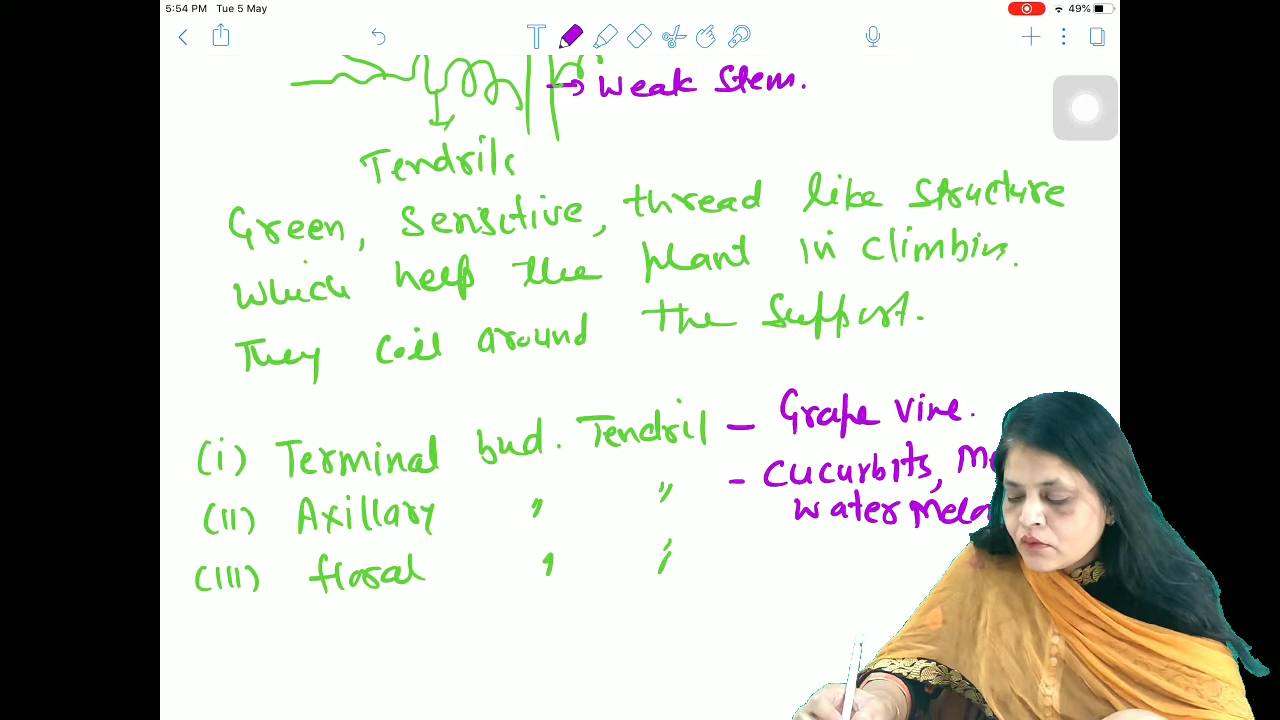 5:54 PM Tue 5 May
49%
T
→ Weak Stem.
Tendrils
Green, Sensitive, thread like structure
which help the plant in climbing.
They coil around the support.
(i) Terminal bud. Tendril - Grape vine.
(ii) Axillary " " - Cucurbits,
water
(iii) floral " "